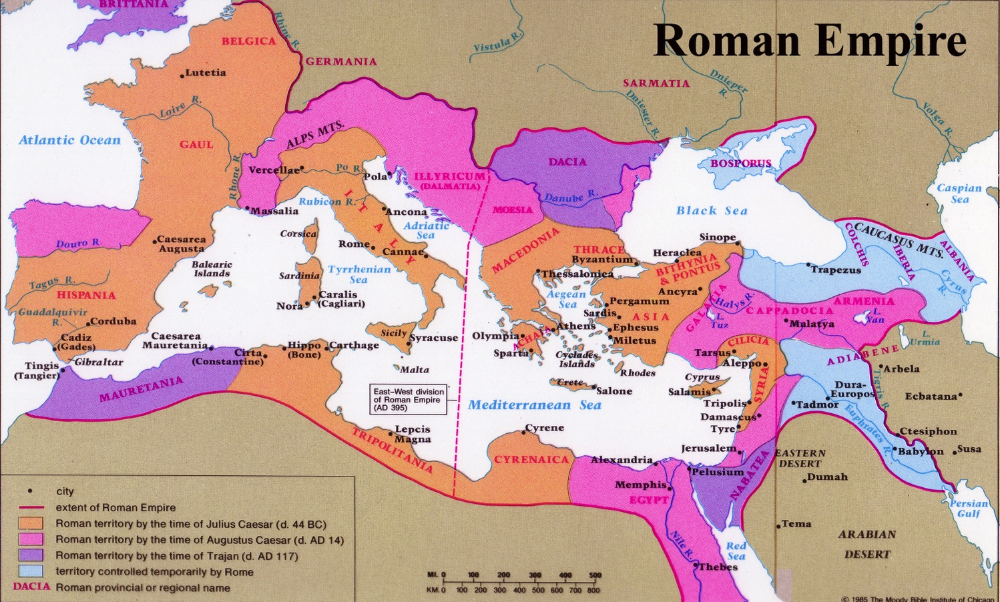 Roman Empire
BRITTANIA
BELGICA
Rhine R.
GERMANIA
Vistula R.
SARMATIA
Dnieper
R.
Dniester R.
Volga R.
Lutetia
Loire R.
Atlantic Ocean
GAUL
ALPS MTS.
Rhone R.
Vercellae
Po R.
Pola
ILLYRICUM
(DALMATIA)
DACIA
BOSPORUS
Caspian
Sea
Danube R.
Rubicon R.
Massalia
Ancona
MOESIA
Black Sea
ITALY
Adriatic
Sea
Corsica
Douro R.
Caesarea
Augusta
Rome
Cannae
MACEDONIA
THRACE
Byzantium
Heraclea
Sinope
BITHYNIA
& PONTUS
COLCHIS
CAUCASUS MTS.
IBERIA
ALBANIA
Cyrus
R.
Trapezus
Balearic
Islands
Sardinia
Tyrrhenian
Sea
Thessalonica
Tagus R.
HISPANIA
Caralis
(Cagliari)
Nora
Aegean
Sea
Ancyra
Pergamum
Sardis
ASIA
GALATIA
Halys R.
L.
Tuz
CAPPADOCIA
ARMENIA
L.
Van
Malatya
Guadalquivir
R.
Corduba
Cadiz
(Gades)
Caesarea
Mauretania
Cirta
(Constantine)
Hippo
(Bone)
Carthage
Sicily
Syracuse
Olympia
ACHAIA
Athens
Ephesus
Miletus
Sparta
Cyclades
Islands
Rhodes
CILICIA
Tarsus
Aleppo
L.
Urmia
ADIABENE
Arbela
Tingis
(Tangier)
Gibraltar
Malta
Crete
Salone
Cyprus
Salamis
SYRIA
MAURETANIA
East–West division
of Roman Empire
(AD 395)
Mediterranean Sea
Tripolis
Damascus
Tyre
Tadmor
Dura-
Europos
Tigris R.
Ecbatana
Euphrates R.
Ctesiphon
Babylon
Susa
Lepcis
Magna
TRIPOLITANIA
Cyrene
CYRENAICA
Alexandria
Jerusalem
Pelusium
NABATEA
EASTERN
DESERT
Dumah
Memphis
EGYPT
Persian
Gulf
Tema
ARABIAN
DESERT
Nile R.
Red
Sea
Thebes
city
extent of Roman Empire
Roman territory by the time of Julius Caesar (d. 44 BC)
Roman territory by the time of Augustus Caesar (d. AD 14)
Roman territory by the time of Trajan (d. AD 117)
territory controlled temporarily by Rome
DACIA Roman provincial or regional name
MI. 0 100 200 300 400 500
KM. 0 100 200 300 400 500 600 700 800
© 1985 The Moody Bible Institute of Chicago